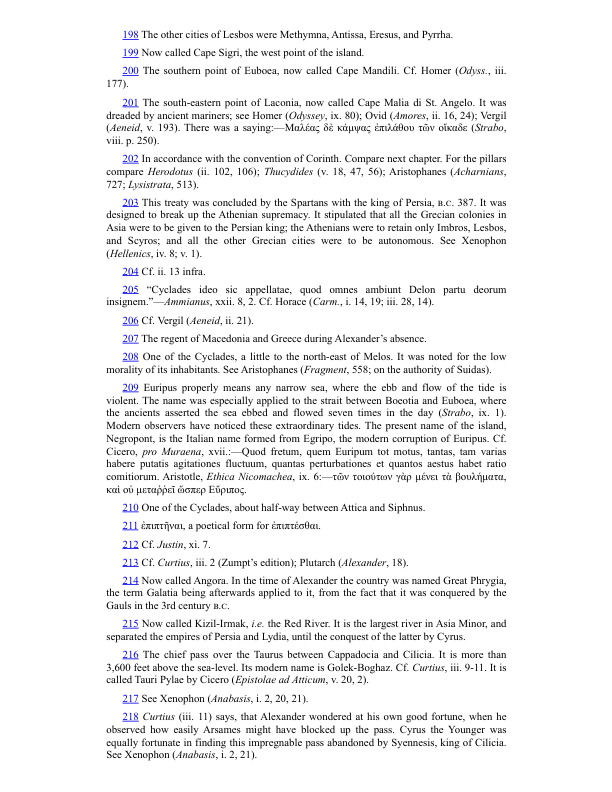 198 The other cities of Lesbos were Methymna, Antissa, Eresus, and Pyrrha.
199 Now called Cape Sigri, the west point of the island.
200 The southern point of Euboea, now called Cape Mandili. Cf. Homer (Odyss., iii.
177).
201 The south-eastern point of Laconia, now called Cape Malia di St. Angelo. It was
dreaded by ancient mariners; see Homer (Odyssey, ix. 80); Ovid (Amores, ii. 16, 24); Vergil
(Aeneid, v. 193). There was a saying:—Μαλέας δὲ κάμψας ἐπιλάθου τῶν οἴκαδε (Strabo,
viii. p. 250).
202 In accordance with the convention of Corinth. Compare next chapter. For the pillars
compare Herodotus (ii. 102, 106); Thucydides (v. 18, 47, 56); Aristophanes (Acharnians,
727; Lysistrata, 513).
203 This treaty was concluded by the Spartans with the king of Persia, B.C. 387. It was
designed to break up the Athenian supremacy. It stipulated that all the Grecian colonies in
Asia were to be given to the Persian king; the Athenians were to retain only Imbros, Lesbos,
and Scyros; and all the other Grecian cities were to be autonomous. See Xenophon
(Hellenics, iv. 8; v. 1).
204 Cf. ii. 13 infra.
205 “Cyclades ideo sic appellatae, quod omnes ambiunt Delon partu deorum
insignem.”—Ammianus, xxii. 8, 2. Cf. Horace (Carm., i. 14, 19; iii. 28, 14).
206 Cf. Vergil (Aeneid, ii. 21).
207 The regent of Macedonia and Greece during Alexander’s absence.
208 One of the Cyclades, a little to the north-east of Melos. It was noted for the low
morality of its inhabitants. See Aristophanes (Fragment, 558; on the authority of Suidas).
209 Euripus properly means any narrow sea, where the ebb and flow of the tide is
violent. The name was especially applied to the strait between Boeotia and Euboea, where
the ancients asserted the sea ebbed and flowed seven times in the day (Strabo, ix. 1).
Modern observers have noticed these extraordinary tides. The present name of the island,
Negropont, is the Italian name formed from Egripo, the modern corruption of Euripus. Cf.
Cicero, pro Muraena, xvii.:—Quod fretum, quem Euripum tot motus, tantas, tam varias
habere putatis agitationes fluctuum, quantas perturbationes et quantos aestus habet ratio
comitiorum. Aristotle, Ethica Nicomachea, ix. 6:—τῶν τοιούτων γὰρ μένει τὰ βουλήματα,
καὶ οὐ μεταῤῥεῖ ὥσπερ Εὔριπος.
210 One of the Cyclades, about half-way between Attica and Siphnus.
211 ἐπιπτῆναι, a poetical form for ἐπιπτέσθαι.
212 Cf. Justin, xi. 7.
213 Cf. Curtius, iii. 2 (Zumpt’s edition); Plutarch (Alexander, 18).
214 Now called Angora. In the time of Alexander the country was named Great Phrygia,
the term Galatia being afterwards applied to it, from the fact that it was conquered by the
Gauls in the 3rd century B.C.
215 Now called Kizil-Irmak, i.e. the Red River. It is the largest river in Asia Minor, and
separated the empires of Persia and Lydia, until the conquest of the latter by Cyrus.
216 The chief pass over the Taurus between Cappadocia and Cilicia. It is more than
3,600 feet above the sea-level. Its modern name is Golek-Boghaz. Cf. Curtius, iii. 9-11. It is
called Tauri Pylae by Cicero (Epistolae ad Atticum, v. 20, 2).
217 See Xenophon (Anabasis, i. 2, 20, 21).
218 Curtius (iii. 11) says, that Alexander wondered at his own good fortune, when he
observed how easily Arsames might have blocked up the pass. Cyrus the Younger was
equally fortunate in finding this impregnable pass abandoned by Syennesis, king of Cilicia.
See Xenophon (Anabasis, i. 2, 21).